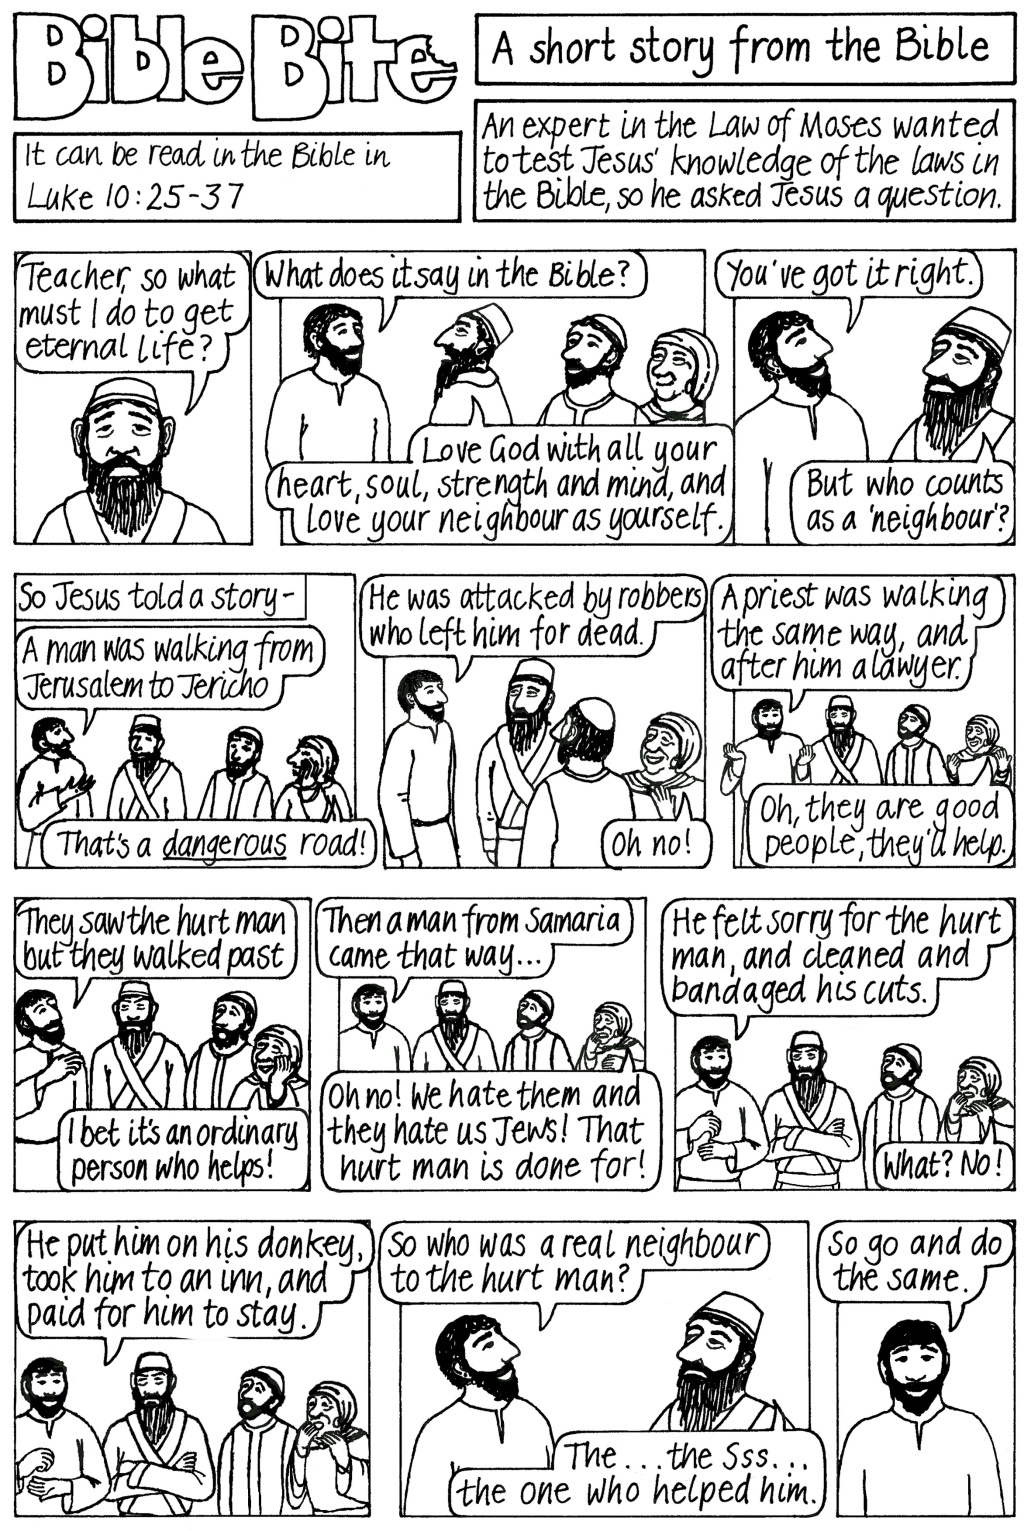 Bible Bite
A short story from the Bible
It can be read in the Bible in
Luke 10:25-37
An expert in the Law of Moses wanted
to test Jesus' knowledge of the laws in
the Bible, so he asked Jesus a question.
Teacher, so what
must I do to get
eternal life?
What does it say in the Bible?
Love God with all your
heart, soul, strength and mind, and
love your neighbour as yourself.
You've got it right.
But who counts
as a 'neighbour'?
So Jesus told a story-
A man was walking from
Jerusalem to Jericho
That's a dangerous road!
He was attacked by robbers
who left him for dead.
Oh no!
A priest was walking
the same way, and
after him a lawyer.
Oh, they are good
people, they'll help.
They saw the hurt man
but they walked past
I bet it's an ordinary
person who helps!
Then a man from Samaria
came that way...
Oh no! We hate them and
they hate us Jews! That
hurt man is done for!
He felt sorry for the hurt
man, and cleaned and
bandaged his cuts.
What? No!
He put him on his donkey,
took him to an inn, and
paid for him to stay.
So who was a real neighbour
to the hurt man?
The...the Sss...
the one who helped him.
So go and do
the same.